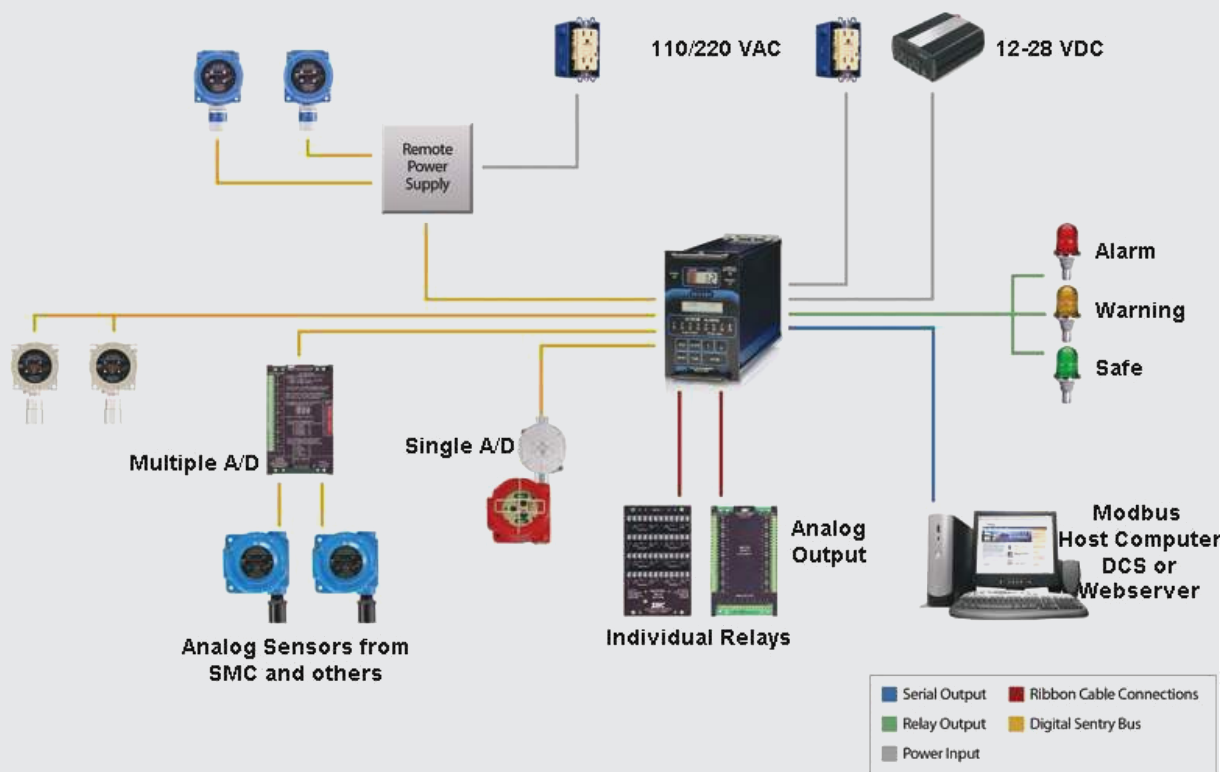 110/220 VAC
12-28 VDC
Remote
Power
Supply
Alarm
Warning
Safe
Multiple A/D
Single A/D
Analog
Output
Modbus
Host Computer
DCS or
Webserver
Individual Relays
Analog Sensors from
SMC and others
Serial Output
Ribbon Cable Connections
Relay Output
Digital Sentry Bus
Power Input